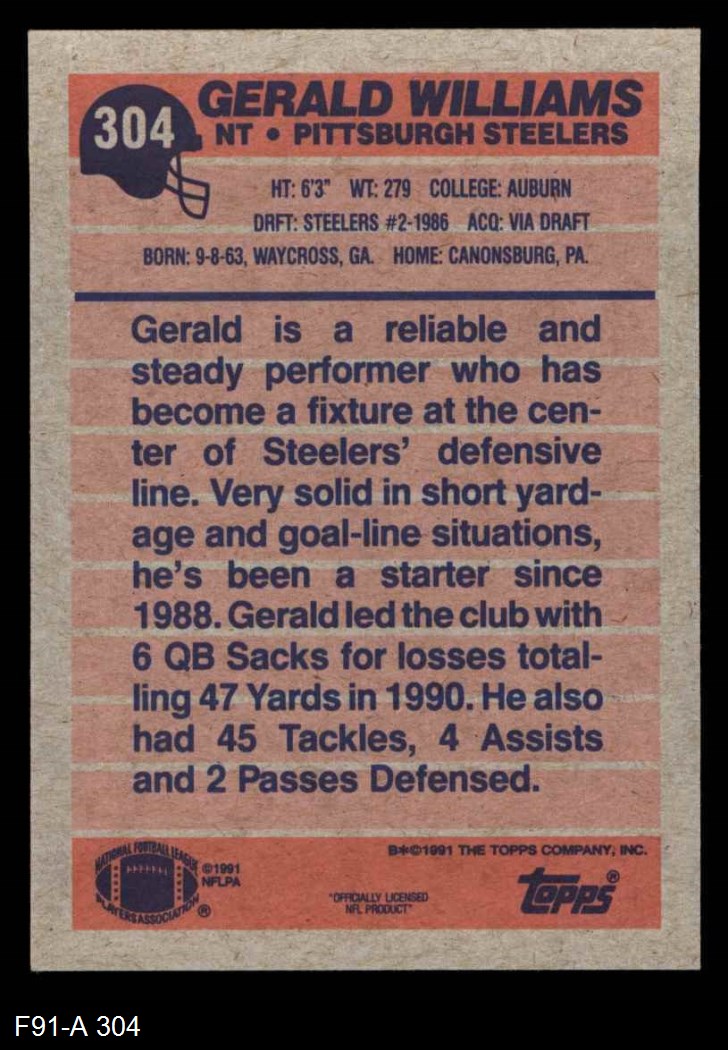 304
GERALD WILLIAMS
NT • PITTSBURGH STEELERS
HT: 6'3" WT: 279 COLLEGE: AUBURN
DRFT: STEELERS #2-1986 ACQ: VIA DRAFT
BORN: 9-8-63, WAYCROSS, GA. HOME: CANONSBURG, PA.
Gerald is a reliable and
steady performer who has
become a fixture at the cen-
ter of Steelers' defensive
line. Very solid in short yard-
age and goal-line situations,
he's been a starter since
1988. Gerald led the club with
6 QB Sacks for losses total-
ling 47 Yards in 1990. He also
had 45 Tackles, 4 Assists
and 2 Passes Defensed.
NATIONAL FOOTBALL LEAGUE
PLAYERS ASSOCIATION ®
©1991
NFLPA
"OFFICIALLY LICENSED
NFL PRODUCT"
B*©1991 THE TOPPS COMPANY, INC.
topps®
F91-A 304